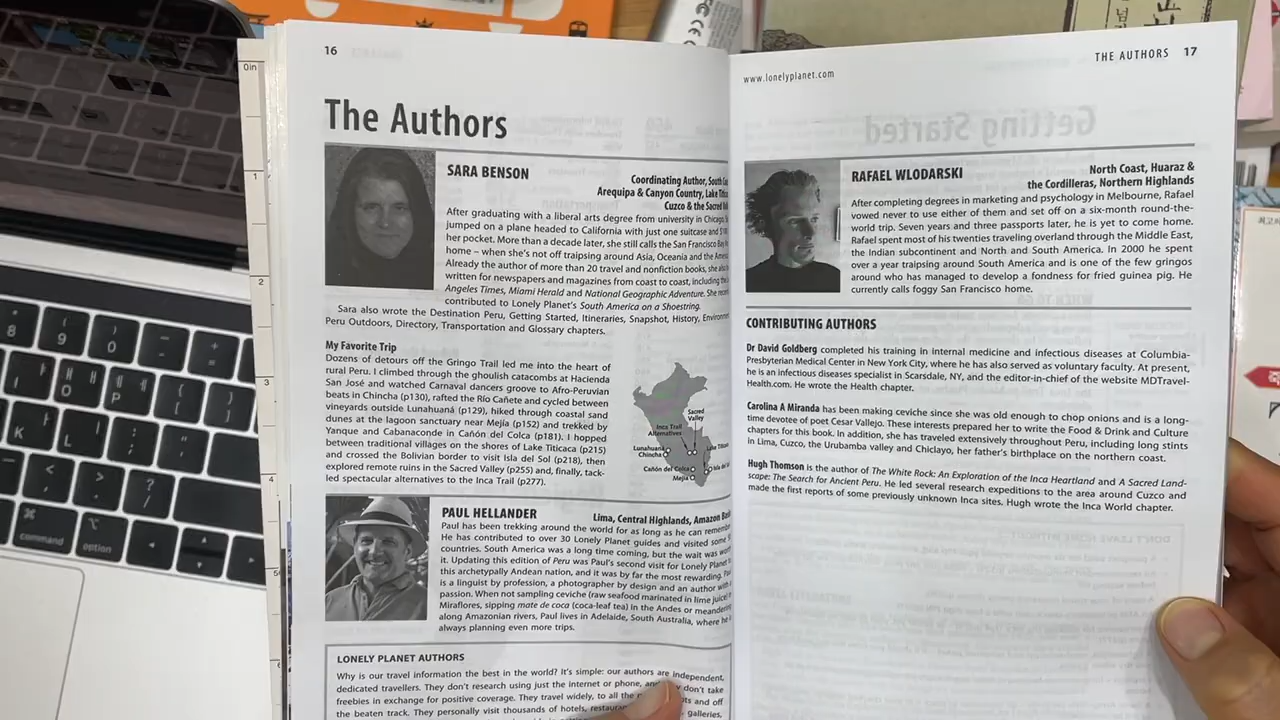 16
The Authors
SARA BENSON
Coordinating Author, South
Arequipa & Canyon Country, Lake
Cuzco & the Sacred
After graduating with a liberal arts degree from university in Chicago,
jumped on a plane headed to California with just one suitcase and
her pocket. More than a decade later, she still calls the San Francisco Bay
home – when she's not off traipsing around Asia, Oceania and the
Already the author of more than 20 travel and nonfiction books, she
written for newspapers and magazines from coast to coast, including the
Angeles Times, Miami Herald and National Geographic Adventure. She
contributed to Lonely Planet's South America on a Shoestring.
Sara also wrote the Destination Peru, Getting Started, Itineraries, Snapshot, History,
Peru Outdoors, Directory, Transportation and Glossary chapters.
My Favorite Trip
Dozens of detours off the Gringo Trail led me into the heart of
rural Peru. I climbed through the ghoulish catacombs at Hacienda
San José and watched Carnaval dancers groove to Afro-Peruvian
beats in Chincha (p130), rafted the Río Cañete and cycled between
vineyards outside Lunahuaná (p129), hiked through coastal sand
dunes at the lagoon sanctuary near Mejía (p152) and trekked by
Yanque and Cabanaconde in Cañón del Colca (p181). I hopped
between traditional villages on the shores of Lake Titicaca (p215)
and crossed the Bolivian border to visit Isla del Sol (p218), then
explored remote ruins in the Sacred Valley (p255) and, finally, tack-
led spectacular alternatives to the Inca Trail (p277).
Sacred
Valley
Inca Trail
Alternatives
Lunahuaná
Chincha
Cañón del Colca
Mejía
PAUL HELLANDER
Lima, Central Highlands, Amazon
Paul has been trekking around the world for as long as he can remember.
He has contributed to over 30 Lonely Planet guides and visited some
countries. South America was a long time coming, but the wait was
it. Updating this edition of Peru was Paul's second visit for Lonely Planet
this archetypally Andean nation, and it was by far the most rewarding.
is a linguist by profession, a photographer by design and an author with
passion. When not sampling ceviche (raw seafood marinated in lime juice)
Miraflores, sipping mate de coca (coca-leaf tea) in the Andes or meandering
along Amazonian rivers, Paul lives in Adelaide, South Australia, where
always planning even more trips.
LONELY PLANET AUTHORS
Why is our travel information the best in the world? It's simple: our authors are independent,
dedicated travellers. They don't research using just the internet or phone, and don't take
freebies in exchange for positive coverage. They travel widely, to all the and off
the beaten track. They personally visit thousands of hotels, galleries,
THE AUTHORS 17
www.lonelyplanet.com
RAFAEL WLODARSKI
North Coast, Huaraz &
the Cordilleras, Northern Highlands
After completing degrees in marketing and psychology in Melbourne, Rafael
vowed never to use either of them and set off on a six-month round-the-
world trip. Seven years and three passports later, he is yet to come home.
Rafael spent most of his twenties traveling overland through the Middle East,
the Indian subcontinent and North and South America. In 2000 he spent
over a year traipsing around South America and is one of the few gringos
around who has managed to develop a fondness for fried guinea pig. He
currently calls foggy San Francisco home.
CONTRIBUTING AUTHORS
Dr David Goldberg completed his training in internal medicine and infectious diseases at Columbia-
Presbyterian Medical Center in New York City, where he has also served as voluntary faculty. At present,
he is an infectious diseases specialist in Scarsdale, NY, and the editor-in-chief of the website MDTravel-
Health.com. He wrote the Health chapter.
Carolina A Miranda has been making ceviche since she was old enough to chop onions and is a long-
time devotee of poet Cesar Vallejo. These interests prepared her to write the Food & Drink and Culture
chapters for this book. In addition, she has traveled extensively throughout Peru, including long stints
in Lima, Cuzco, the Urubamba Valley and Chiclayo, her father's birthplace on the northern coast.
Hugh Thomson is the author of The White Rock: An Exploration of the Inca Heartland and A Sacred Land-
scape: The Search for Ancient Peru. He led several research expeditions to the area around Cuzco and
made the first reports of some previously unknown Inca sites. Hugh wrote the Inca World chapter.
command
option